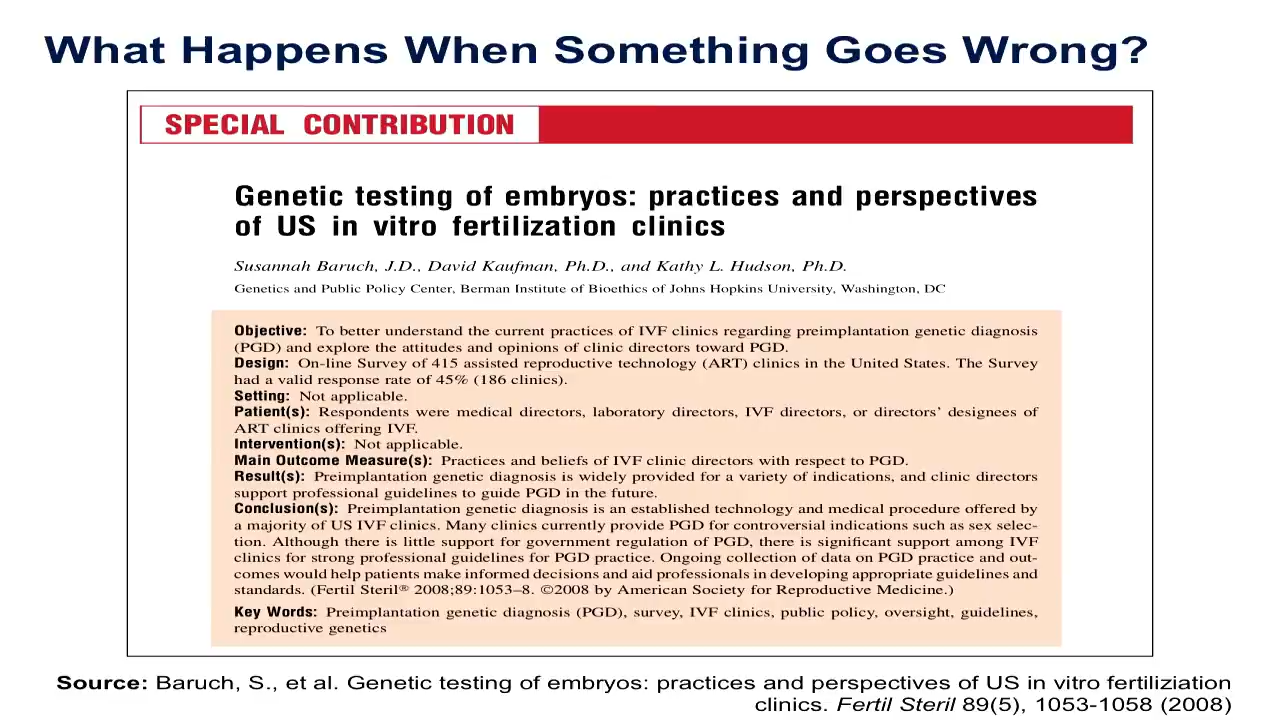 What Happens When Something Goes Wrong?
SPECIAL CONTRIBUTION
Genetic testing of embryos: practices and perspectives
of US in vitro fertilization clinics
Susannah Baruch, J.D., David Kaufman, Ph.D., and Kathy L. Hudson, Ph.D.
Genetics and Public Policy Center, Berman Institute of Bioethics of Johns Hopkins University, Washington, DC
Objective: To better understand the current practices of IVF clinics regarding preimplantation genetic diagnosis
(PGD) and explore the attitudes and opinions of clinic directors toward PGD.
Design: On-line Survey of 415 assisted reproductive technology (ART) clinics in the United States. The Survey
had a valid response rate of 45% (186 clinics).
Setting: Not applicable.
Patient(s): Respondents were medical directors, laboratory directors, IVF directors, or directors' designees of
ART clinics offering IVF.
Intervention(s): Not applicable.
Main Outcome Measure(s): Practices and beliefs of IVF clinic directors with respect to PGD.
Result(s): Preimplantation genetic diagnosis is widely provided for a variety of indications, and clinic directors
support professional guidelines to guide PGD in the future.
Conclusion(s): Preimplantation genetic diagnosis is an established technology and medical procedure offered by
a majority of US IVF clinics. Many clinics currently provide PGD for controversial indications such as sex selec-
tion. Although there is little support for government regulation of PGD, there is significant support among IVF
clinics for strong professional guidelines for PGD practice. Ongoing collection of data on PGD practice and out-
comes would help patients make informed decisions and aid professionals in developing appropriate guidelines and
standards. (Fertil Steril® 2008;89:1053–8. ©2008 by American Society for Reproductive Medicine.)
Key Words: Preimplantation genetic diagnosis (PGD), survey, IVF clinics, public policy, oversight, guidelines,
reproductive genetics
Source: Baruch, S., et al. Genetic testing of embryos: practices and perspectives of US in vitro fertiliziation
clinics. Fertil Steril 89(5), 1053-1058 (2008)